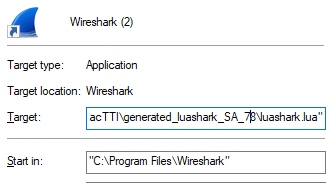 Wireshark (2)
Target type: Application
Target location: Wireshark
Target: acTTI\generated_luashark_SA_78\luashark.lua"
Start in: "C:\Program Files\Wireshark"